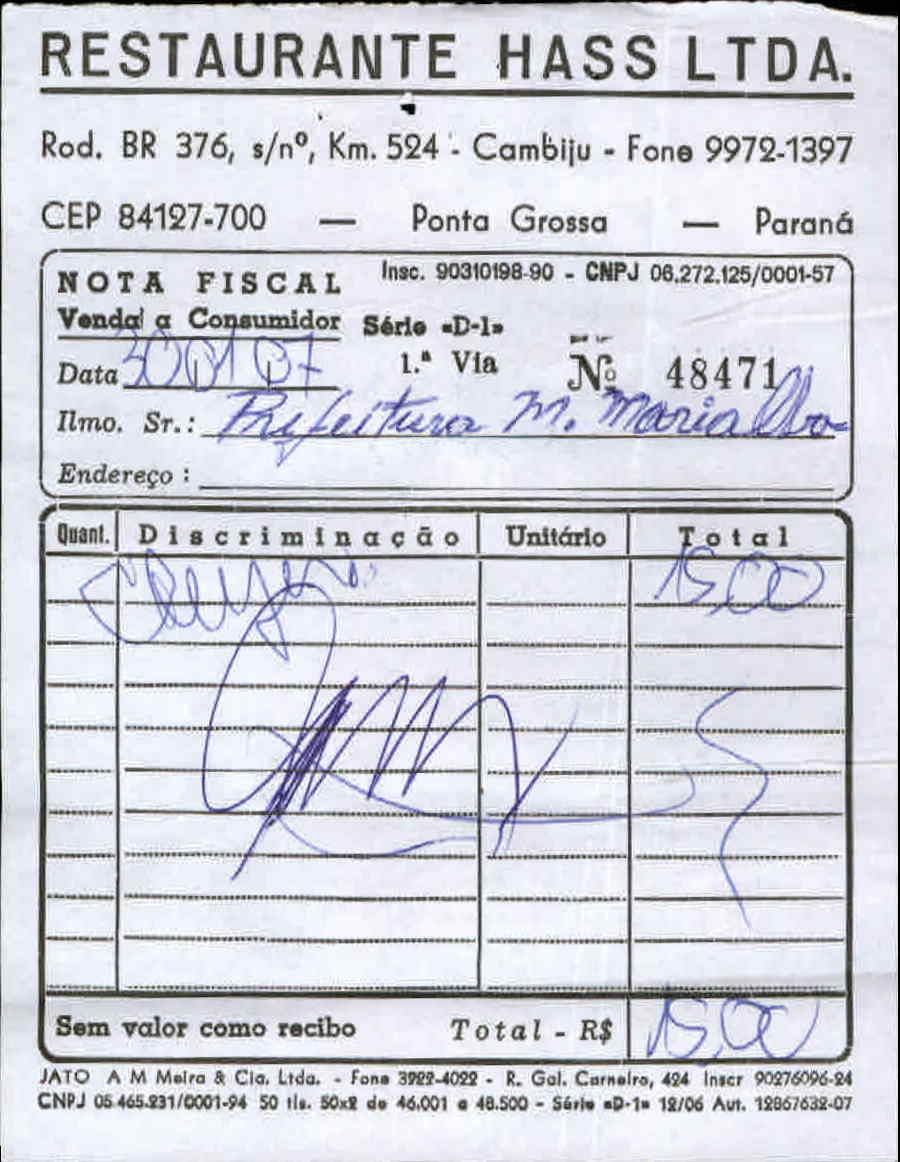 RESTAURANTE HASS LTDA.
Rod. BR 376, s/nº, Km. 524 - Cambiju - Fone 9972-1397
CEP 84127-700 — Ponta Grossa — Paraná
NOTA FISCAL Insc. 90310198-90 - CNPJ 06.272.125/0001-57
Venda a Consumidor Série «D-1»
Data 30 01 07 1.ª Via Nº 48471
Ilmo. Sr.: Prefeitura M. Marialva
Endereço :
Quant. Discriminação Unitário Total
15,00
Sem valor como recibo Total - R$ 15,00
JATO A M Meira & Cia. Ltda. - Fone 3222-4022 - R. Gal. Carneiro, 424 Inscr 90276096-24
CNPJ 05.465.231/0001-94 50 tls. 50x2 de 46.001 a 48.500 - Série «D-1» 12/06 Aut. 12867632-07